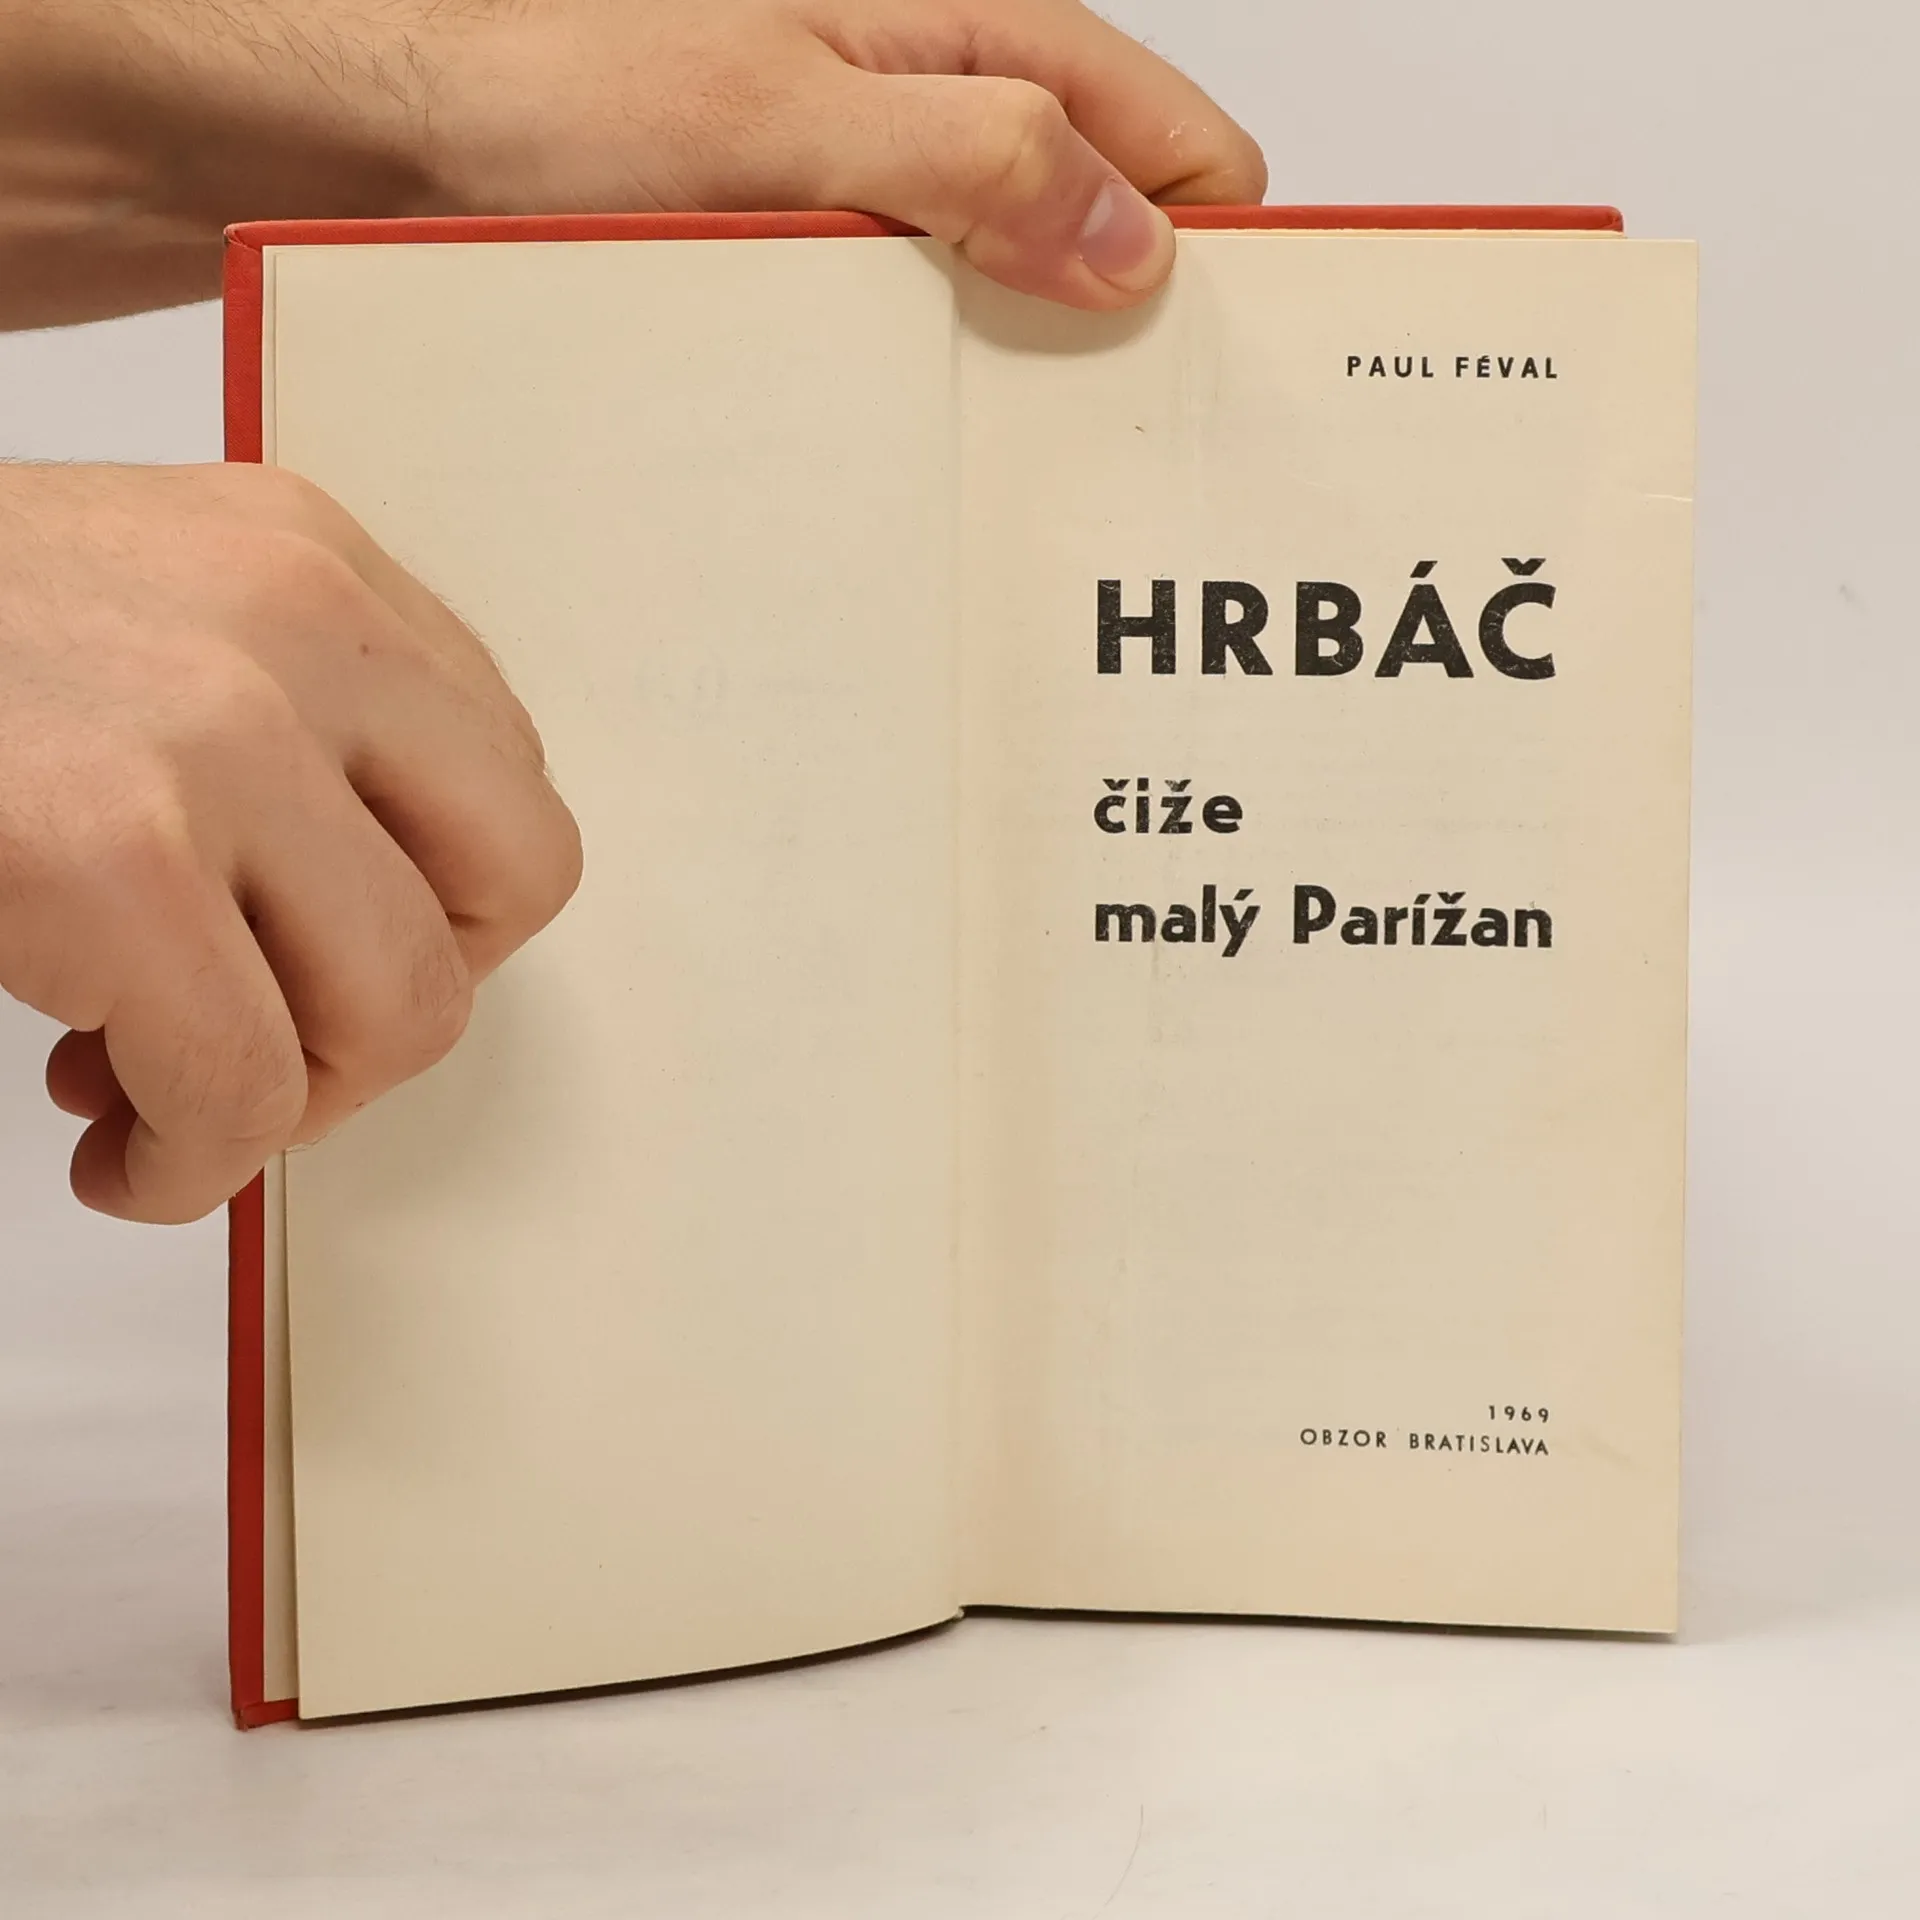 PAUL FÉVAL
HRBÁČ
čiže
malý Parížan
1969
OBZOR BRATISLAVA